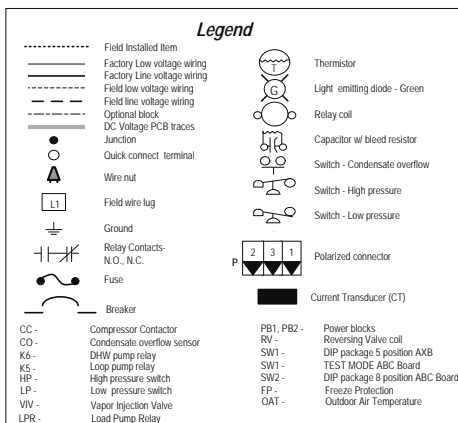 Legend
Field Installed Item
Factory Low voltage wiring
Factory Line voltage wiring
Field low voltage wiring
Field line voltage wiring
Optional block
DC Voltage PCB traces
Junction
Quick connect terminal
Wire nut
L1 Field wire lug
Ground
Relay Contacts-
N.O., N.C.
Fuse
Breaker
T Thermistor
G Light emitting diode - Green
Relay coil
Capacitor w/ bleed resistor
Switch - Condensate overflow
Switch - High pressure
Switch - Low pressure
P 2 3 1 Polarized connector
Current Transducer (CT)
CC - Compressor Contactor
CO - Condensate overflow sensor
K6 - DHW pump relay
K5 - Loop pump relay
HP - High pressure switch
LP - Low pressure switch
VIV - Vapor Injection Valve
LPR - Load Pump Relay
PB1, PB2 - Power blocks
RV - Reversing Valve coil
SW1 - DIP package 5 position AXB
SW1 - TEST MODE ABC Board
SW2 - DIP package 8 position ABC Board
FP - Freeze Protection
OAT - Outdoor Air Temperature